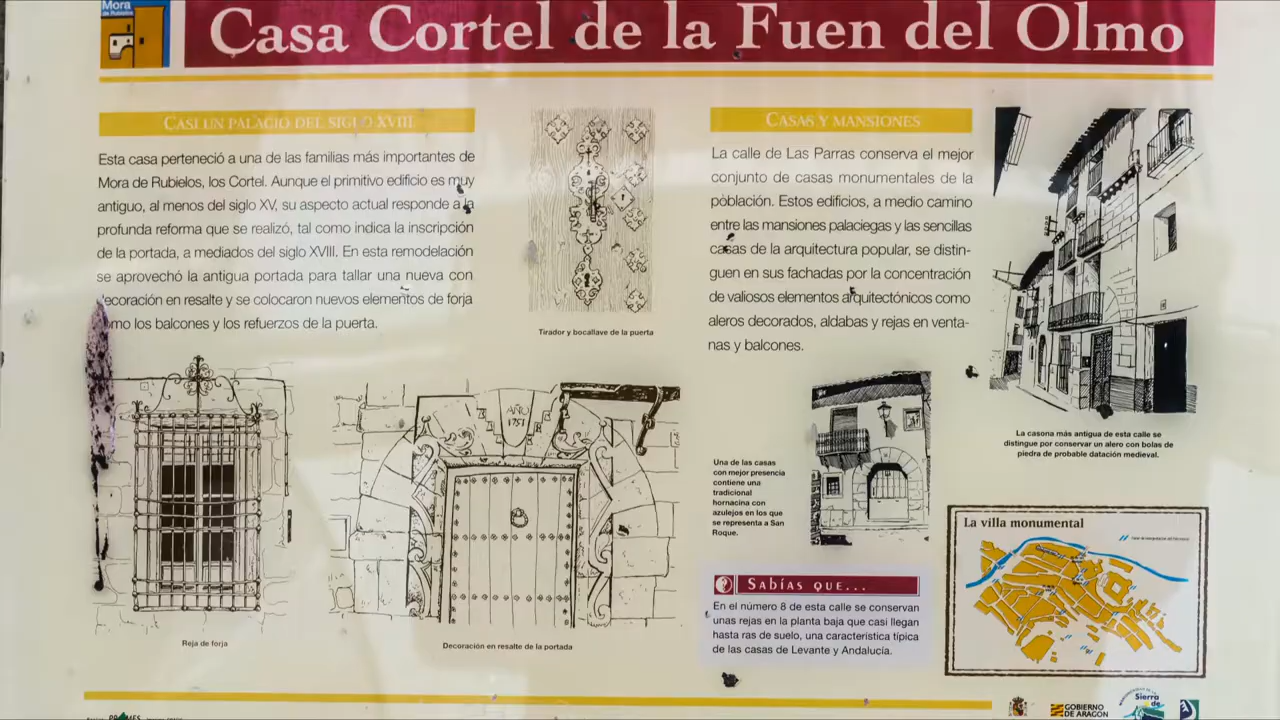 Mora
de Rubielos
Casa Cortel de la Fuen del Olmo
CASI UN PALACIO DEL SIGLO XVIII
Esta casa perteneció a una de las familias más importantes de
Mora de Rubielos, los Cortel. Aunque el primitivo edificio es muy
antiguo, al menos del siglo XV, su aspecto actual responde a la
profunda reforma que se realizó, tal como indica la inscripción
de la portada, a mediados del siglo XVIII. En esta remodelación
se aprovechó la antigua portada para tallar una nueva con
decoración en resalte y se colocaron nuevos elementos de forja
como los balcones y los refuerzos de la puerta.
Tirador y bocallave de la puerta
Reja de forja
AÑO
1751
Decoración en resalte de la portada
CASAS Y MANSIONES
La calle de Las Parras conserva el mejor
conjunto de casas monumentales de la
población. Estos edificios, a medio camino
entre las mansiones palaciegas y las sencillas
casas de la arquitectura popular, se distin-
guen en sus fachadas por la concentración
de valiosos elementos arquitectónicos como
aleros decorados, aldabas y rejas en venta-
nas y balcones.
La casona más antigua de esta calle se
distingue por conservar un alero con bolas de
piedra de probable datación medieval.
Una de las casas
con mejor presencia
contiene una
tradicional
hornacina con
azulejos en los que
se representa a San
Roque.
SABÍAS QUE...
En el número 8 de esta calle se conservan
unas rejas en la planta baja que casi llegan
hasta ras de suelo, una característica típica
de las casas de Levante y Andalucía.
La villa monumental
PRAMES
GOBIERNO
DE ARAGON
Sierra
de